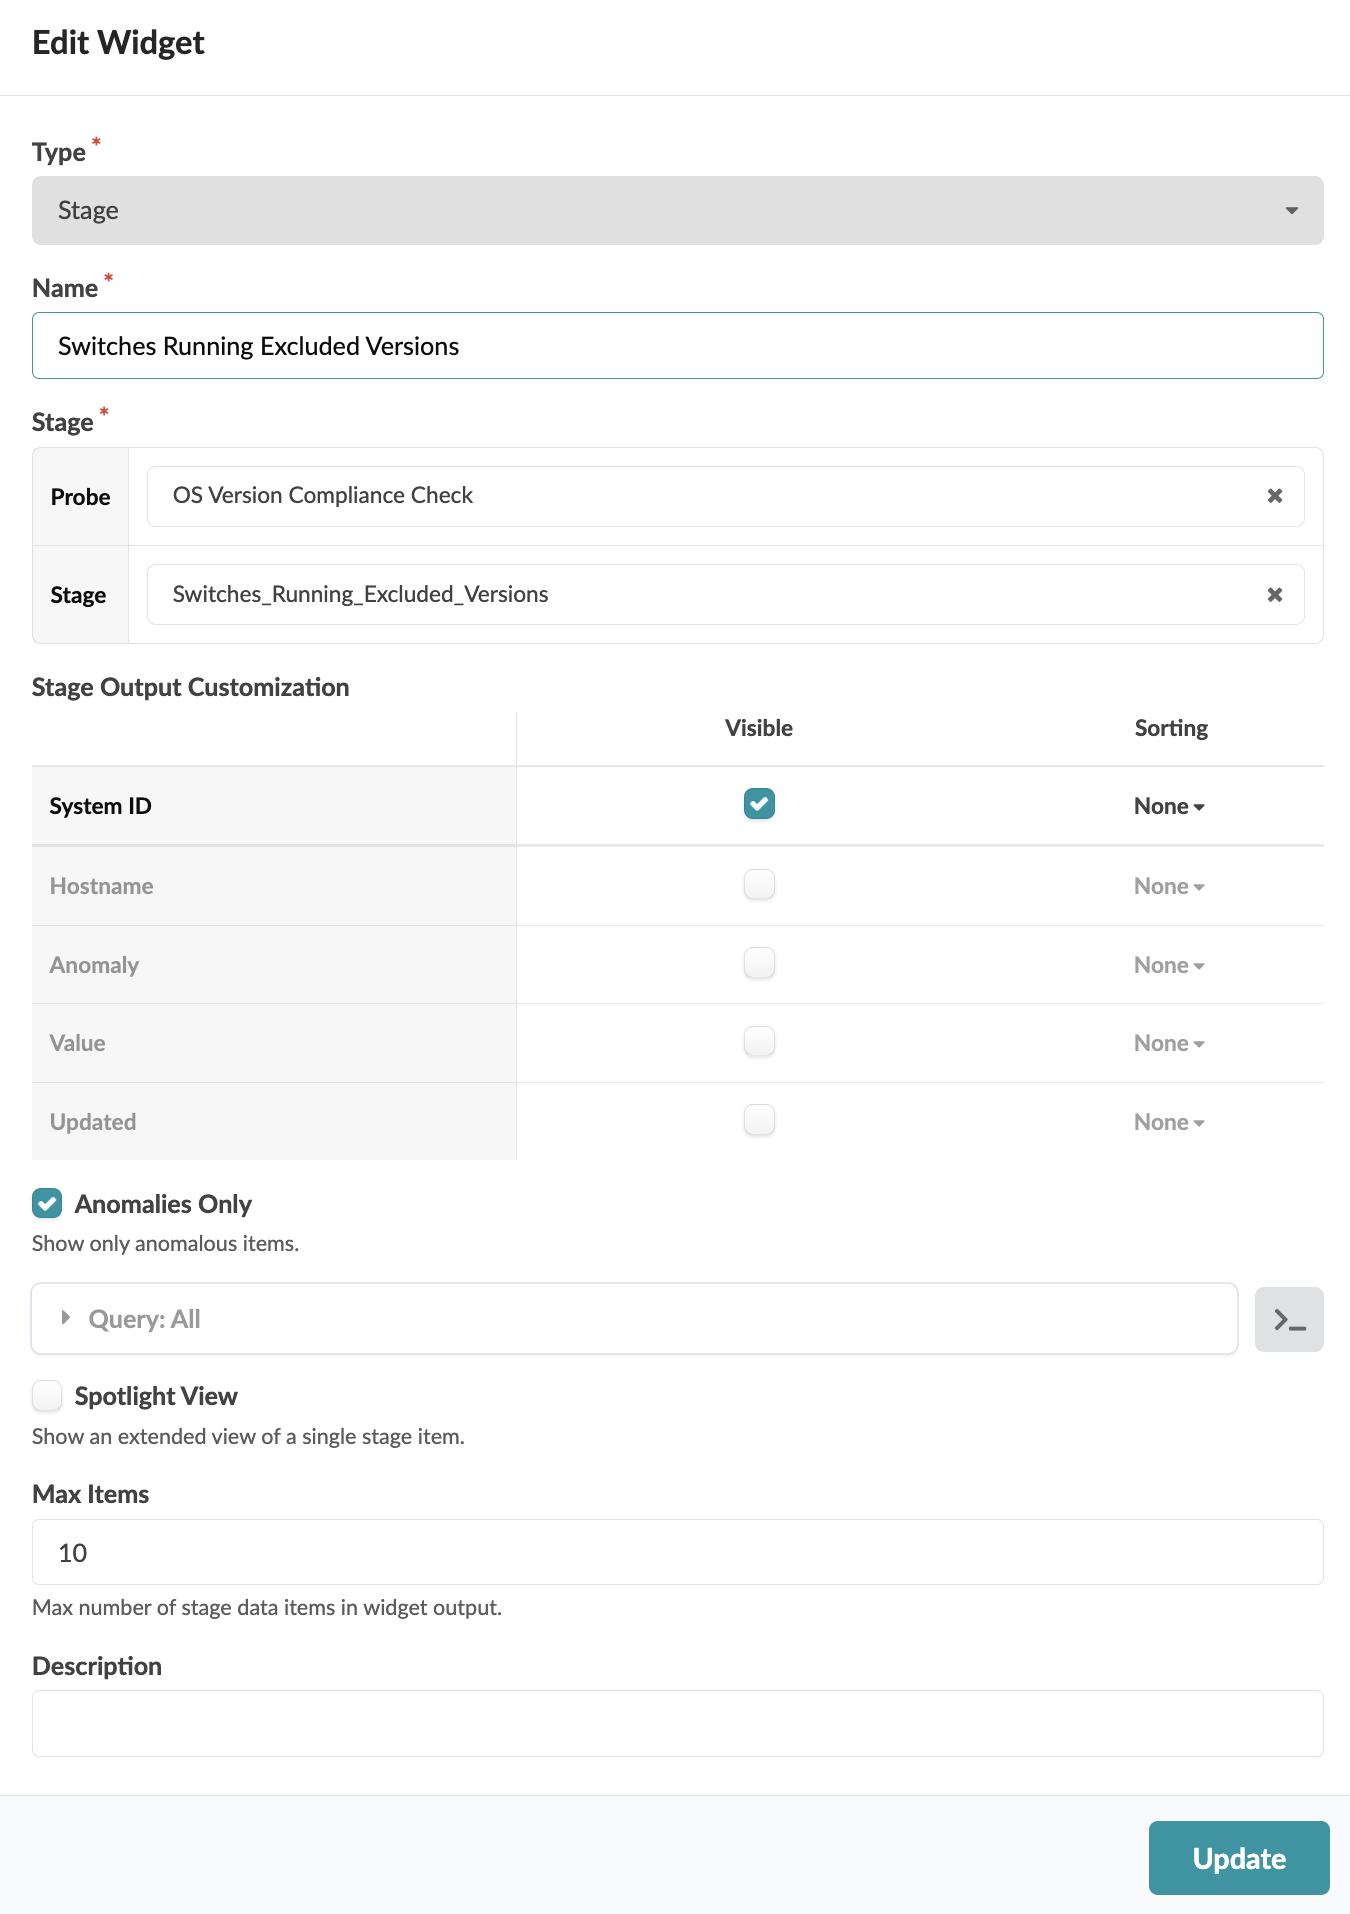 Edit Widget
Type *
Stage
Name *
Switches Running Excluded Versions
Stage *
Probe OS Version Compliance Check
Stage Switches_Running_Excluded_Versions
Stage Output Customization
Visible Sorting
System ID None
Hostname None
Anomaly None
Value None
Updated None
Anomalies Only
Show only anomalous items.
Query: All
Spotlight View
Show an extended view of a single stage item.
Max Items
10
Max number of stage data items in widget output.
Description
Update